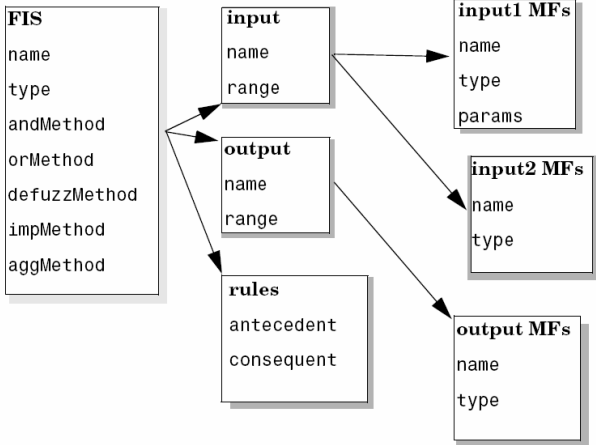 FIS
name
type
andMethod
orMethod
defuzzMethod
impMethod
aggMethod
input
name
range
output
name
range
rules
antecedent
consequent
input1 MFs
name
type
params
input2 MFs
name
type
output MFs
name
type